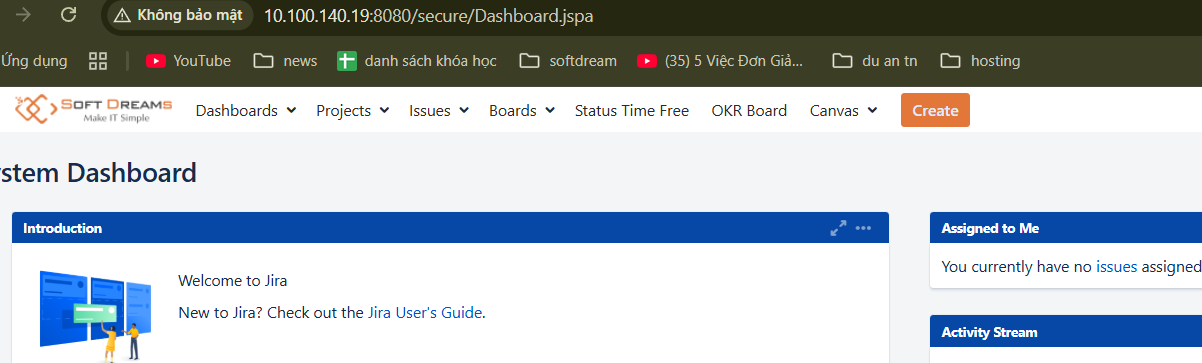 Không bảo mật 10.100.140.19:8080/secure/Dashboard.jspa
Ứng dụng YouTube news danh sách khóa học softdream (35) 5 Việc Đơn Giả... du an tn hosting
SOFT DREAMS
Make IT Simple
Dashboards Projects Issues Boards Status Time Free OKR Board Canvas Create
ystem Dashboard
Introduction
Assigned to Me
Welcome to Jira
You currently have no issues assigned
New to Jira? Check out the Jira User's Guide.
Activity Stream